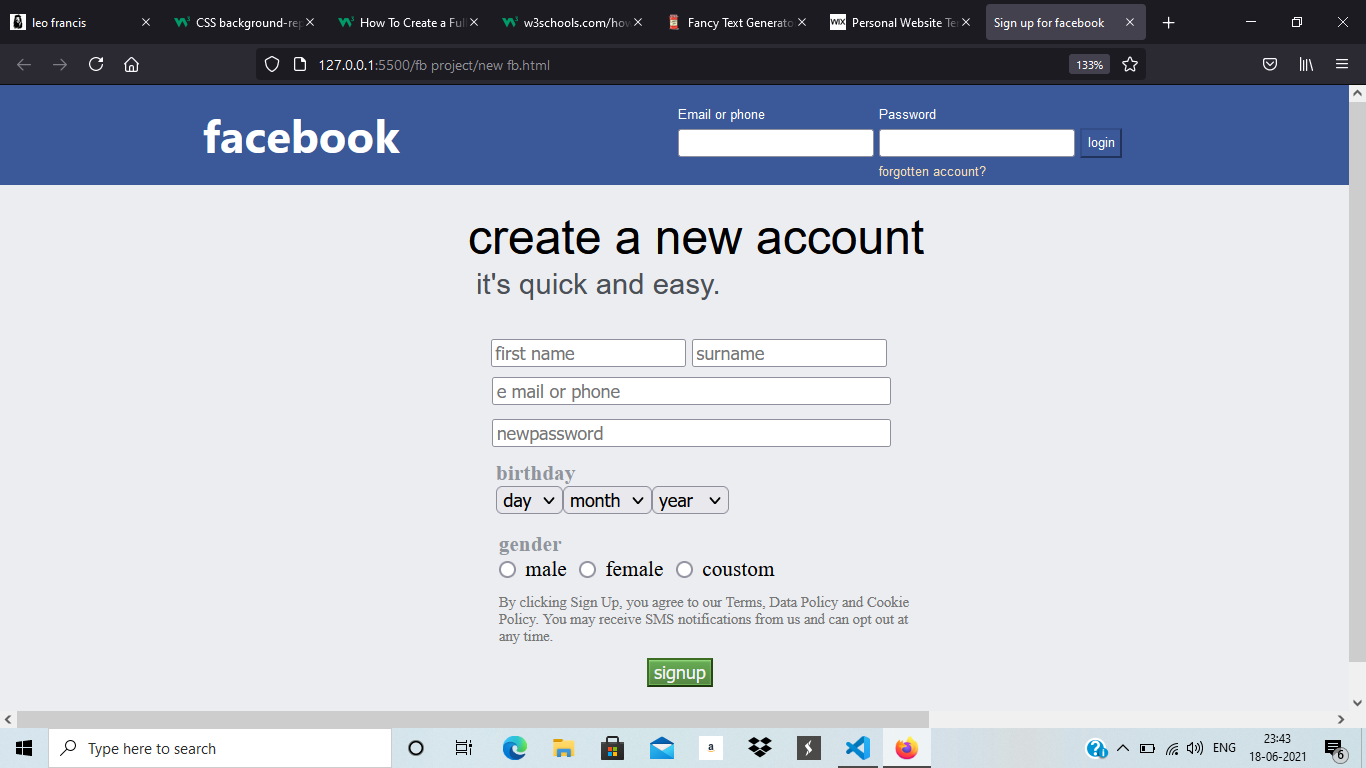 leo francis
CSS background-rep
How To Create a Full
w3schools.com/how
Fancy Text Generato
WIX Personal Website Tem
Sign up for facebook
127.0.0.1:5500/fb project/new fb.html
133%
Email or phone
Password
facebook
login
forgotten account?
create a new account
it's quick and easy.
first name
surname
e mail or phone
newpassword
birthday
day month year
gender
male female coustom
By clicking Sign Up, you agree to our Terms, Data Policy and Cookie
Policy. You may receive SMS notifications from us and can opt out at
any time.
signup
Type here to search
a
ENG
23:43
18-06-2021
6